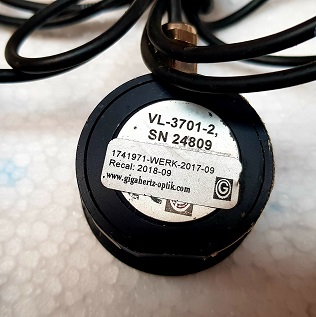 VL-3701-2,
SN 24809
1741971-WERK-2017-09
Recal: 2018-09
www.gigahertz-optik.com
G